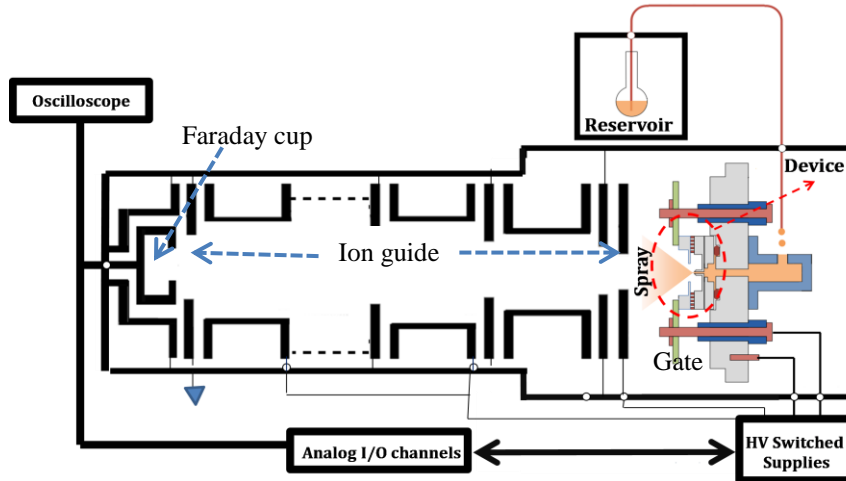 Oscilloscope
Faraday cup
Reservoir
Device
Ion guide
Spray
Gate
Analog I/O channels
HV Switched
Supplies